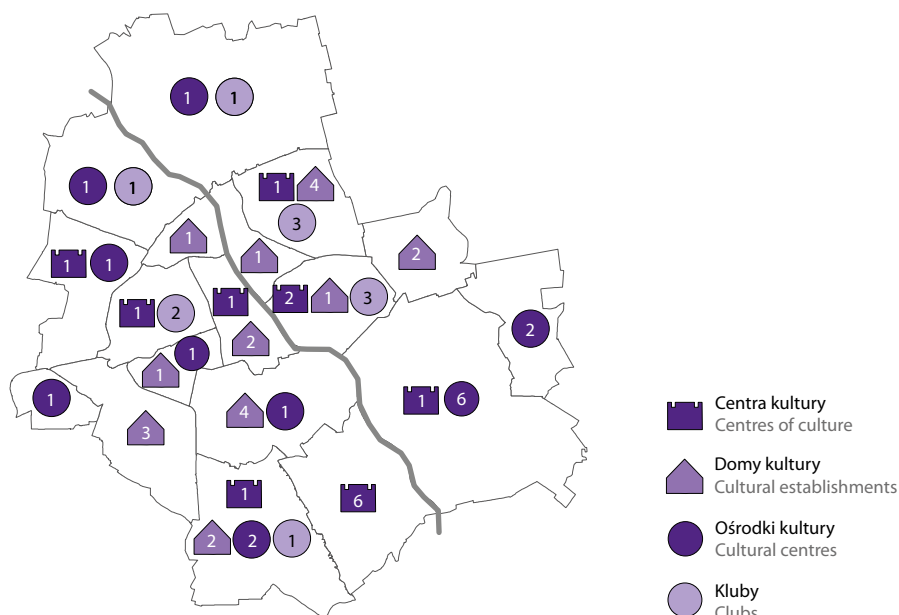 1 1
1 1
1 4
3
1
1
2
1 1
2 1 3
1
1 2
2
2
1
1
1 6
1
4 1
3
1
6
2 2 1
Centra kultury
Centres of culture
Domy kultury
Cultural establishments
Ośrodki kultury
Cultural centres
Kluby
Clubs